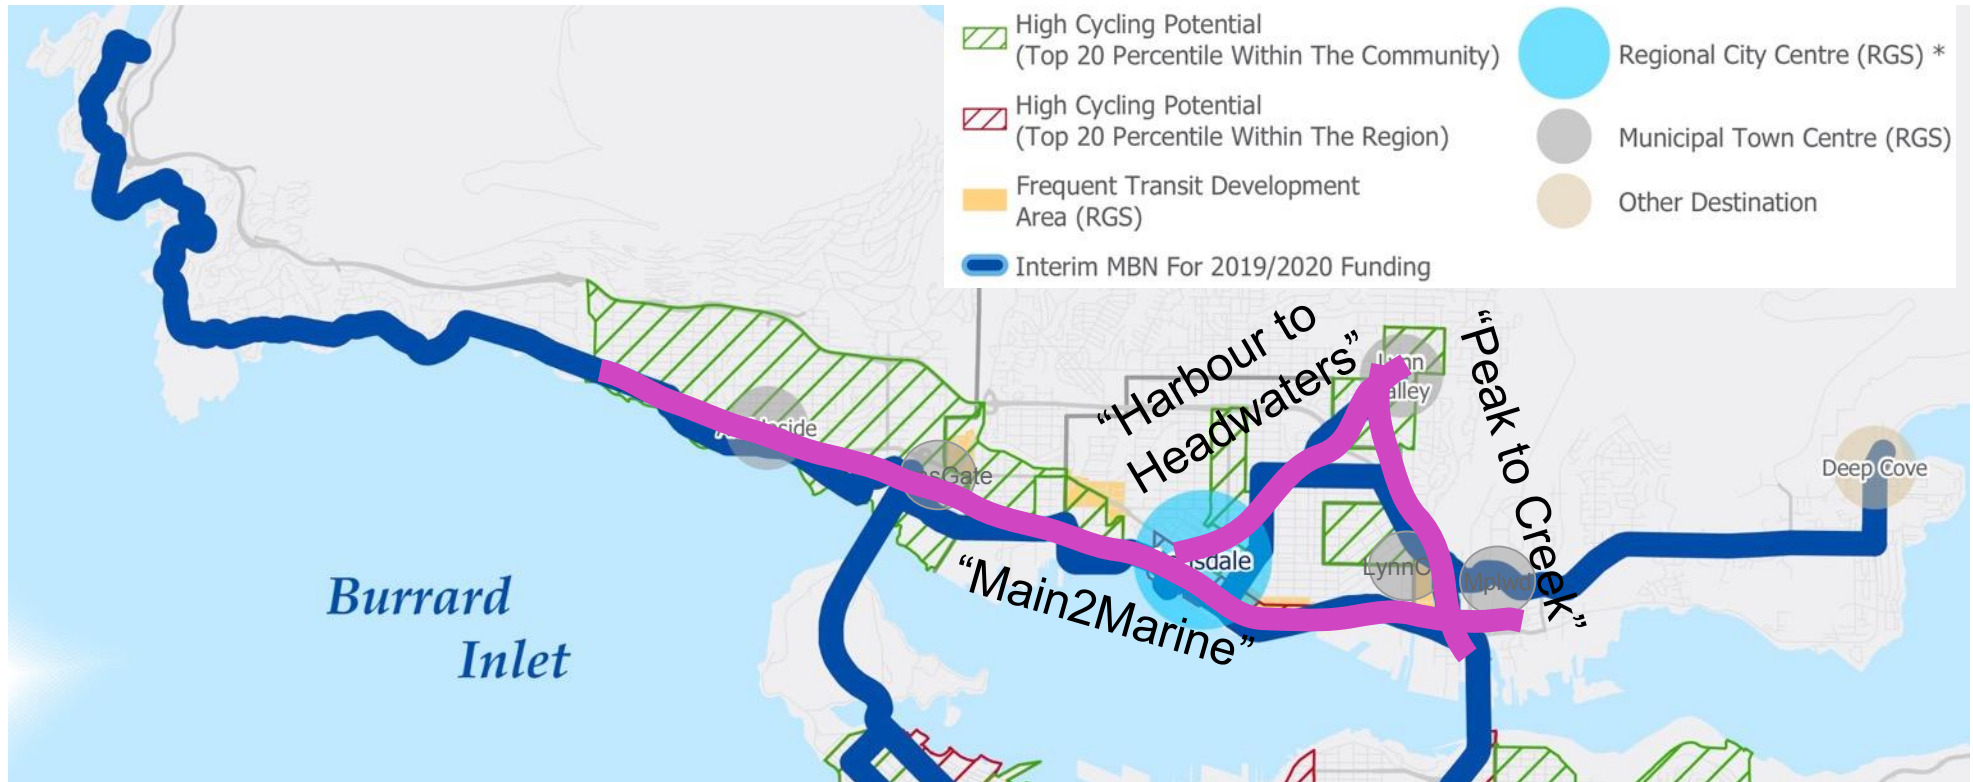 High Cycling Potential
(Top 20 Percentile Within The Community)
High Cycling Potential
(Top 20 Percentile Within The Region)
Frequent Transit Development
Area (RGS)
Interim MBN For 2019/2020 Funding
Regional City Centre (RGS) *
Municipal Town Centre (RGS)
Other Destination
“Harbour to
Headwaters”
“Peak to Creek”
“Main2Marine”
Deep Cove
Mplwd
Burrard
Inlet